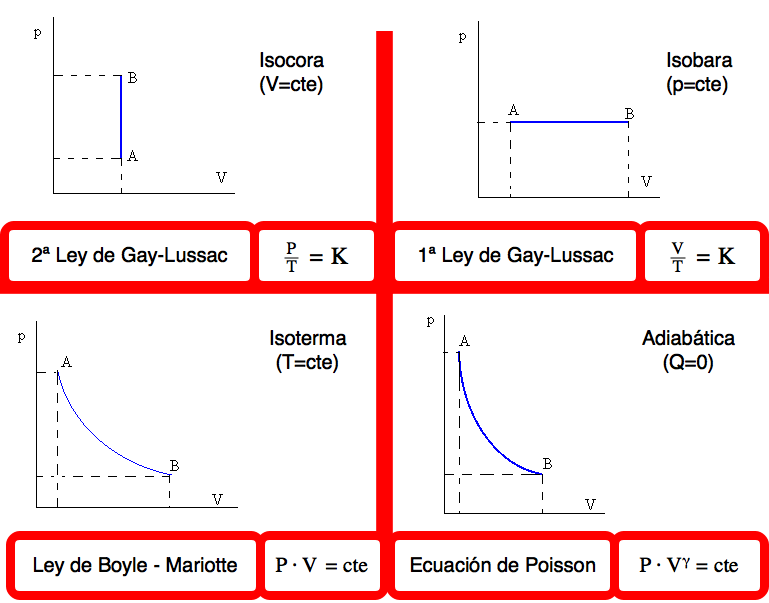 p
Isocora
(V=cte)
B
A
V
2ª Ley de Gay-Lussac
P/T = K
p
Isobara
(p=cte)
A
B
V
1ª Ley de Gay-Lussac
V/T = K
p
Isoterma
(T=cte)
A
B
V
Ley de Boyle - Mariotte
P · V = cte
p
Adiabática
(Q=0)
A
B
V
Ecuación de Poisson
P · Vᵞ = cte